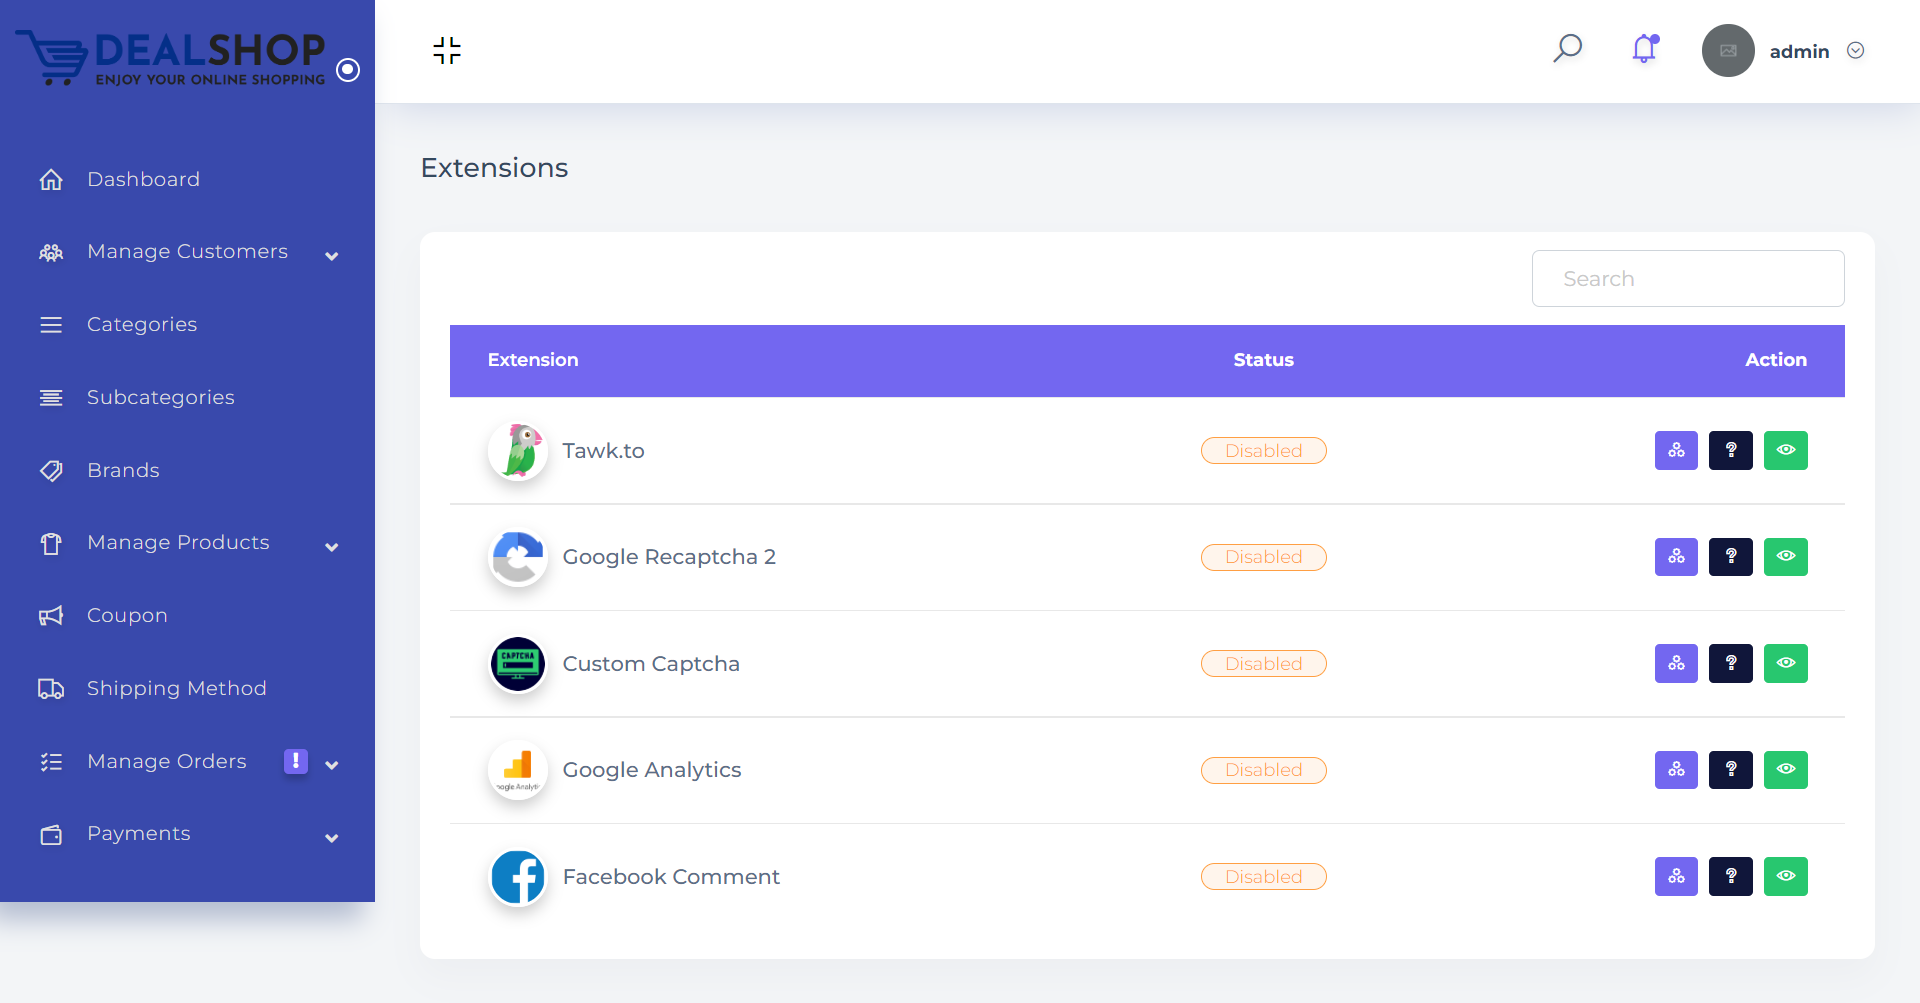 DEALSHOP
ENJOY YOUR ONLINE SHOPPING
admin
Dashboard
Manage Customers
Categories
Subcategories
Brands
Manage Products
Coupon
Shipping Method
Manage Orders !
Payments
Extensions
Search
Extension Status Action
Tawk.to Disabled ?
Google Recaptcha 2 Disabled ?
CAPTCHA
Custom Captcha Disabled ?
Google Analytics Disabled ?
Facebook Comment Disabled ?